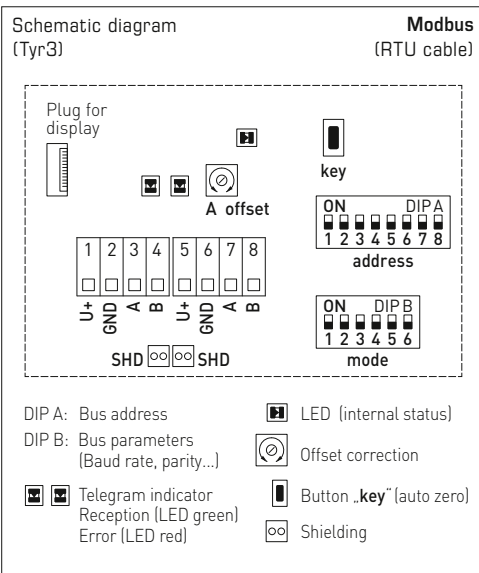 Schematic diagram
(Tyr3)
Modbus
(RTU cable)
Plug for
display
key
A offset
ON DIP A
1 2 3 4 5 6 7 8
address
1 2 3 4 5 6 7 8
U+ GND A B U+ GND A B
ON DIP B
1 2 3 4 5 6
mode
SHD SHD
DIP A: Bus address
DIP B: Bus parameters
(Baud rate, parity...)
Telegram indicator
Reception (LED green)
Error (LED red)
LED (internal status)
Offset correction
Button „key“ (auto zero)
Shielding